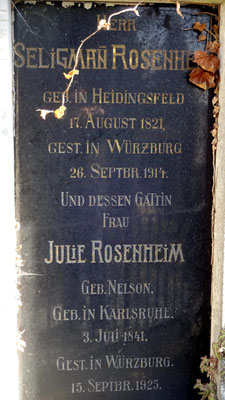 HERR
SELIGMAN̄ ROSENHEIM
GEB. IN HEIDINGSFELD
17. AUGUST 1821,
GEST. IN WÜRZBURG
26. SEPTBR. 1914.
UND DESSEN GATTIN
FRAU
JULIE ROSENHEIM
GEB. NELSON.
GEB. IN KARLSRUHE.
3. JULI 1841.
GEST. IN WÜRZBURG.
15. SEPTBR. 1925.